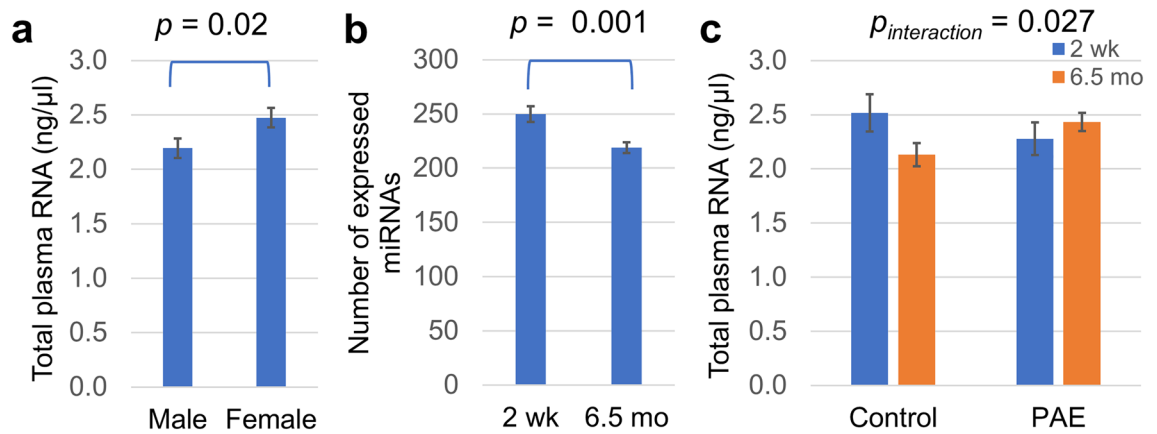 a
p = 0.02
Total plasma RNA (ng/µl)
3.0
2.5
2.0
1.5
1.0
0.5
0.0
Male Female
b
p = 0.001
Number of expressed
miRNAs
300
250
200
150
100
50
0
2 wk 6.5 mo
c
pinteraction = 0.027
2 wk
6.5 mo
Total plasma RNA (ng/µl)
3.0
2.5
2.0
1.5
1.0
0.5
0.0
Control PAE